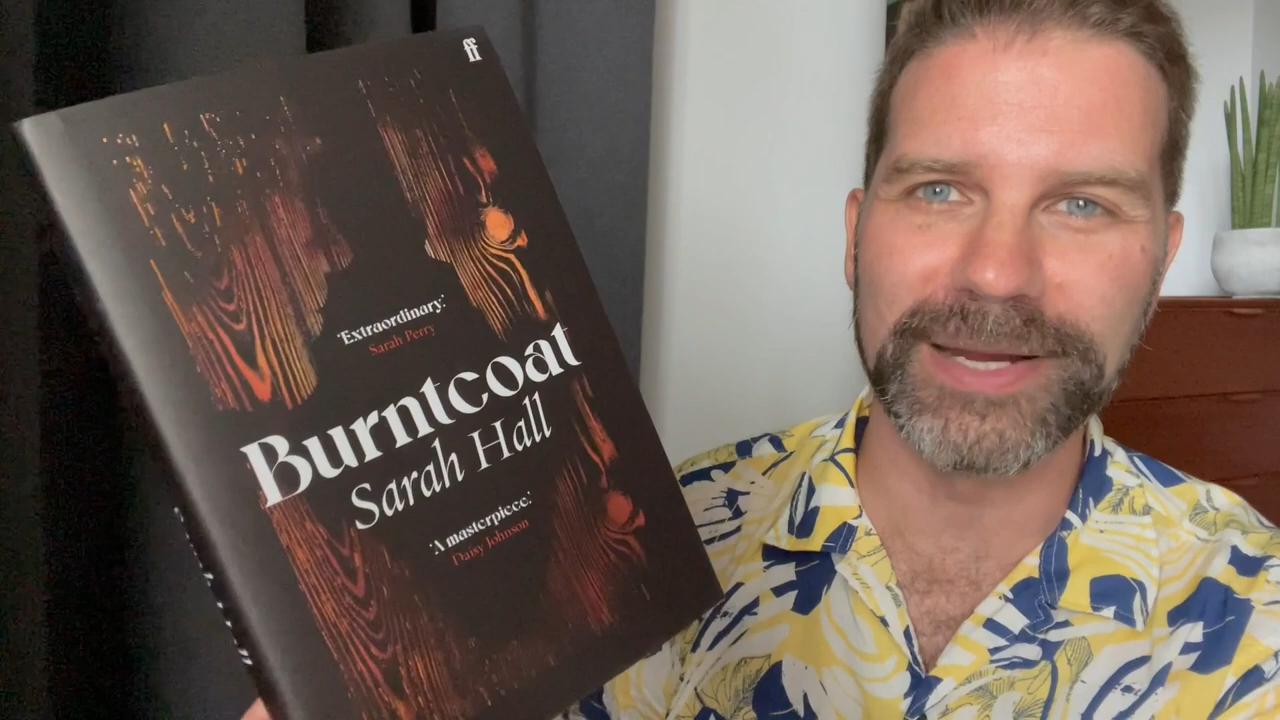 ff
'Extraordinary.'
Sarah Perry
Burntcoat
Sarah Hall
'A masterpiece.'
Daisy Johnson